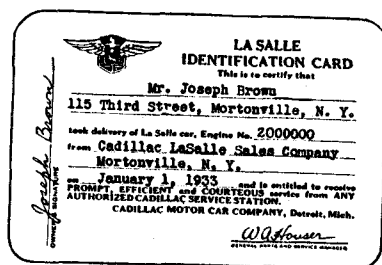 LA SALLE
IDENTIFICATION CARD
This is to certify that
Mr. Joseph Brown
115 Third Street, Mortonville, N. Y.
took delivery of La Salle car, Engine No. 2000000
from Cadillac LaSalle Sales Company
Mortonville, N. Y.
on January 1, 1933 and is entitled to receive
PROMPT, EFFICIENT and COURTEOUS service from ANY
AUTHORIZED CADILLAC SERVICE STATION.
CADILLAC MOTOR CAR COMPANY, Detroit, Mich.
W A Houser
GENERAL PARTS AND SERVICE MANAGER
Joseph Brown
OWNER'S SIGNATURE